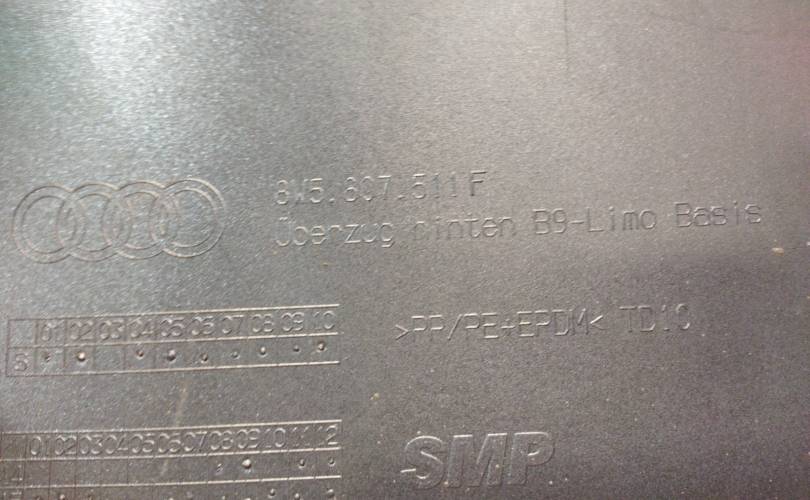 8W5.807.511 F
Überzug hinten B9-Limo Basis
>PP/PE+EPDM< TD10
01 02 03 04 05 06 07 08 09 10
S
01 02 03 04 05 06 07 08 09 10 11 12
1
SMP